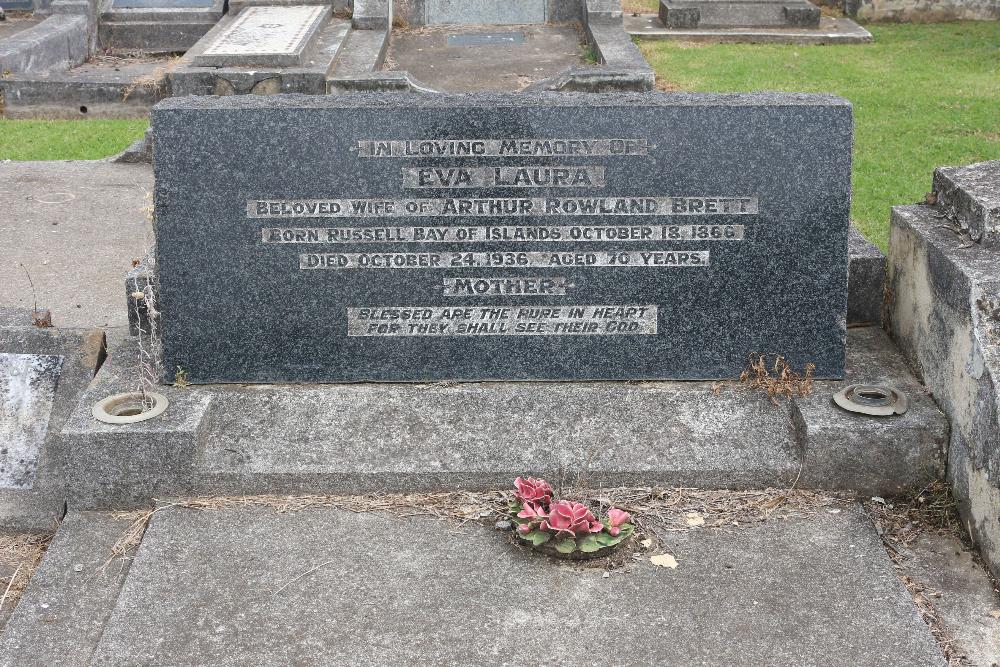 IN LOVING MEMORY OF
EVA LAURA
BELOVED WIFE OF ARTHUR ROWLAND BRETT
BORN RUSSELL BAY OF ISLANDS OCTOBER 18, 1866
DIED OCTOBER 24, 1936, AGED 70 YEARS.
MOTHER
BLESSED ARE THE PURE IN HEART
FOR THEY SHALL SEE THEIR GOD